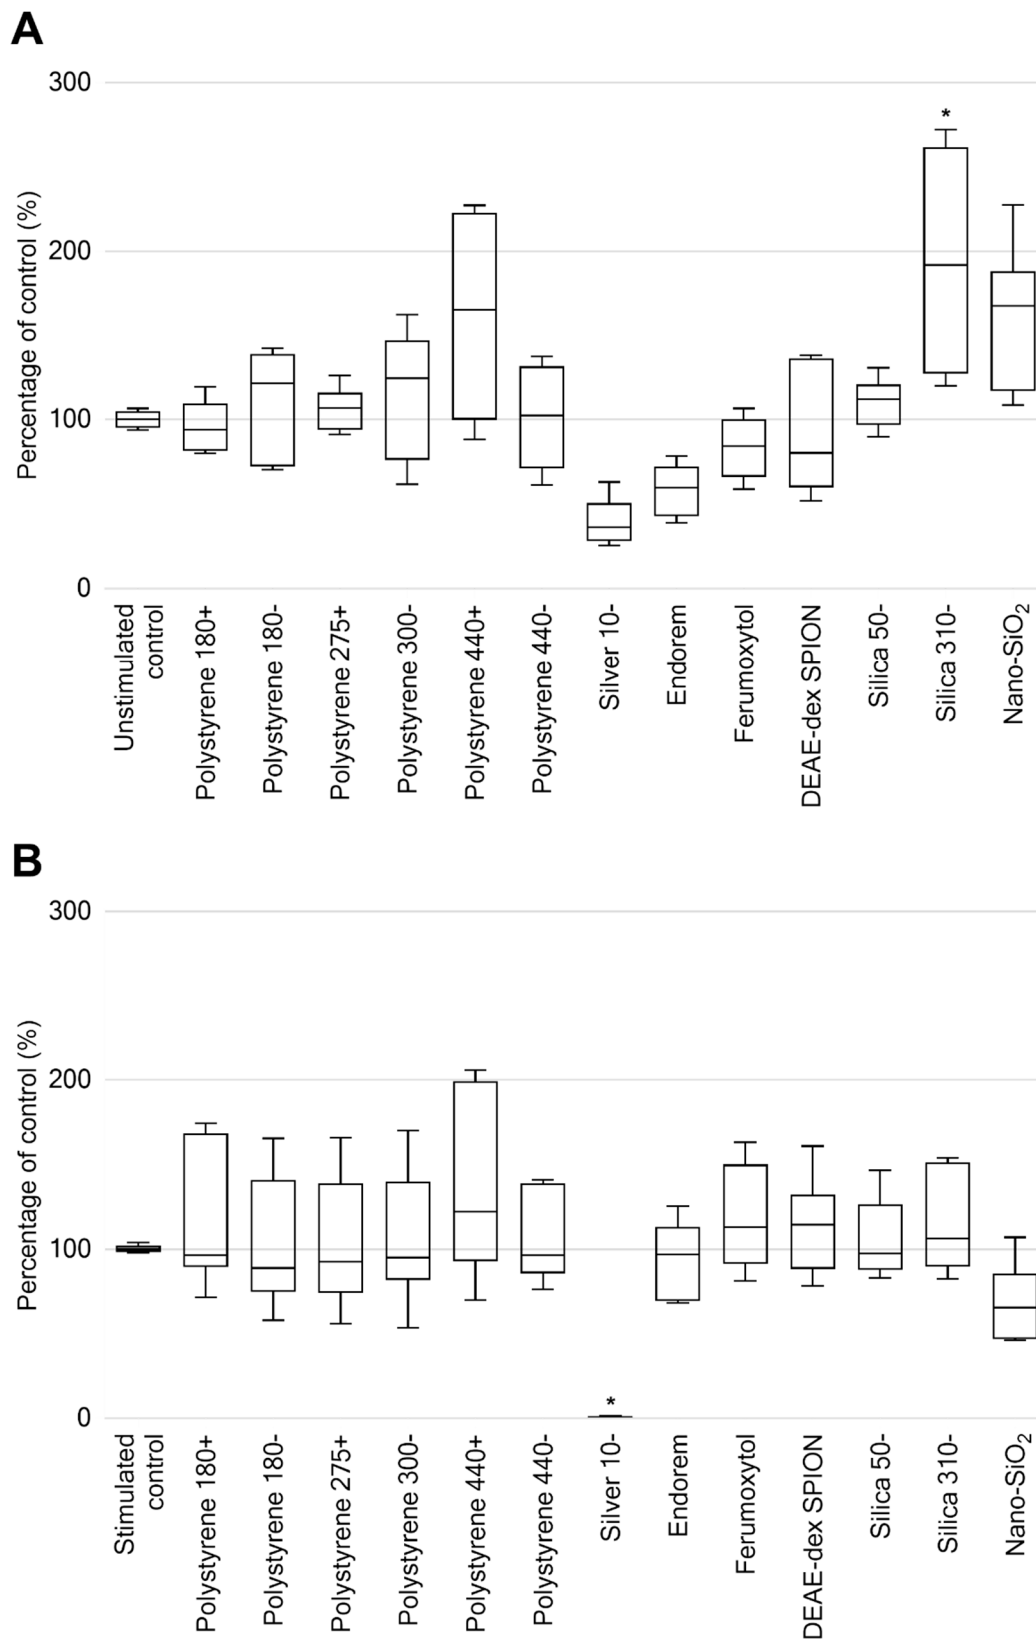 A
300
*
200
100
0
Percentage of control (%)
Unstimulated
control
Polystyrene 180+
Polystyrene 180-
Polystyrene 275+
Polystyrene 300-
Polystyrene 440+
Polystyrene 440-
Silver 10-
Endorem
Ferumoxytol
DEAE-dex SPION
Silica 50-
Silica 310-
Nano-SiO₂
B
300
200
100
0
*
Percentage of control (%)
Stimulated
control
Polystyrene 180+
Polystyrene 180-
Polystyrene 275+
Polystyrene 300-
Polystyrene 440+
Polystyrene 440-
Silver 10-
Endorem
Ferumoxytol
DEAE-dex SPION
Silica 50-
Silica 310-
Nano-SiO₂